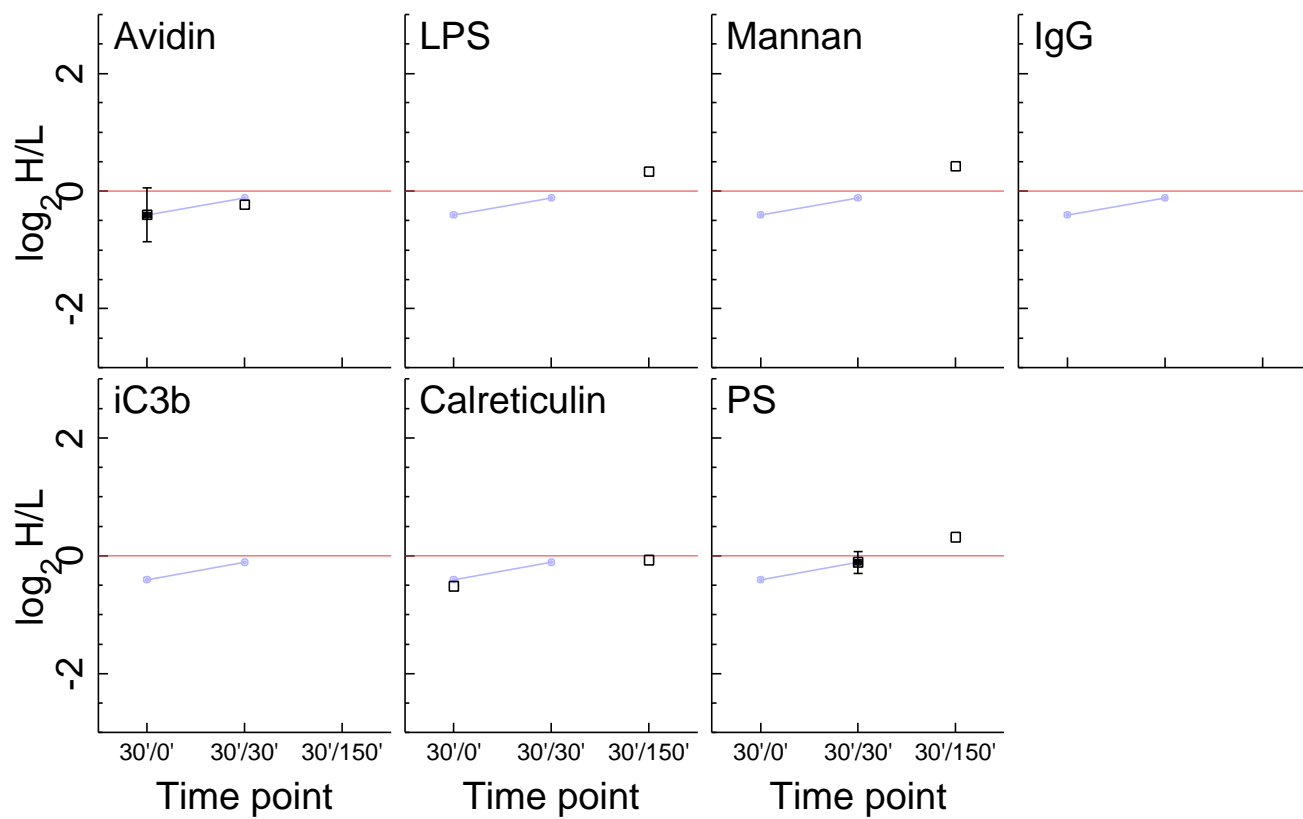 Avidin LPS Mannan IgG
2
0
-2
log2 H/L
iC3b Calreticulin PS
2
0
-2
log2 H/L
30'/0' 30'/30' 30'/150' 30'/0' 30'/30' 30'/150' 30'/0' 30'/30' 30'/150'
Time point Time point Time point